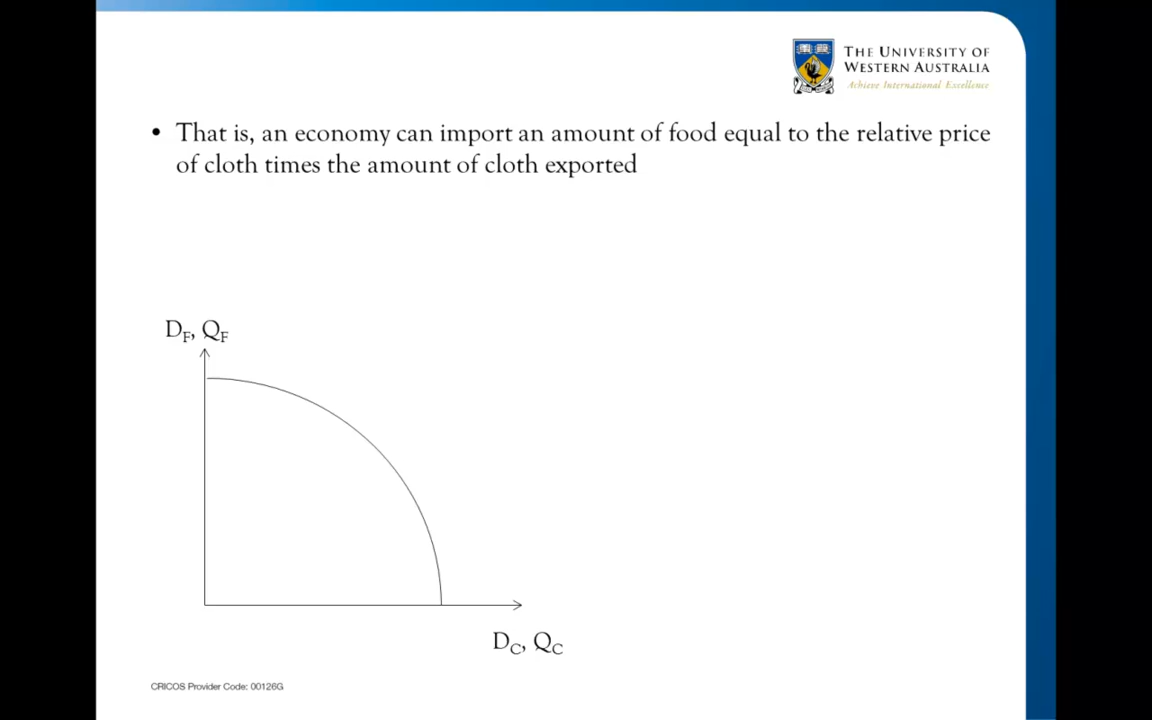 THE UNIVERSITY OF
WESTERN AUSTRALIA
Achieve International Excellence
• That is, an economy can import an amount of food equal to the relative price
of cloth times the amount of cloth exported
D_F, Q_F
D_C, Q_C
CRICOS Provider Code: 00126G